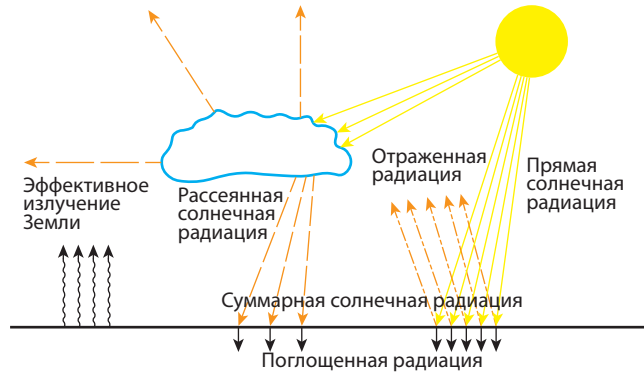 Эффективное
излучение
Земли
Рассеянная
солнечная
радиация
Отраженная
радиация
Прямая
солнечная
радиация
Суммарная солнечная радиация
Поглощенная радиация